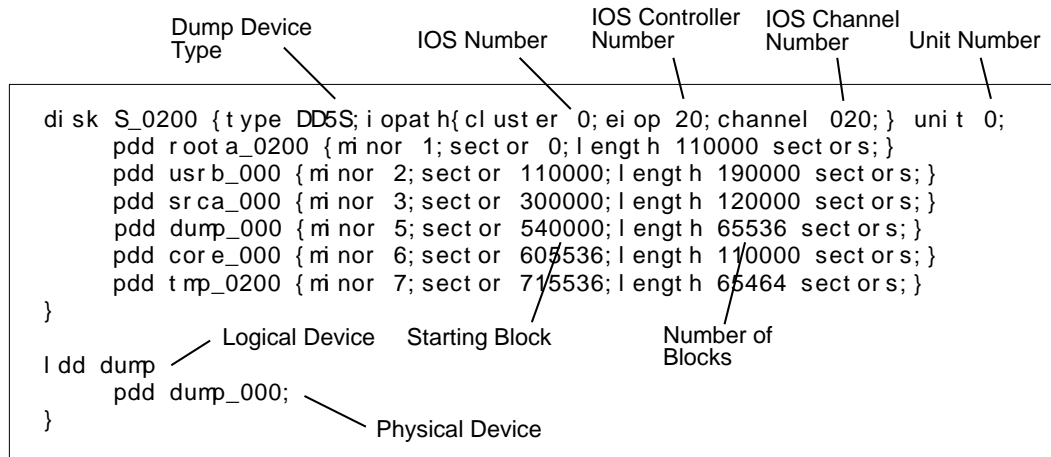 Dump Device
Type
IOS Number
IOS Controller
Number
IOS Channel
Number
Unit Number
disk S_0200 {type DD5S;iopath{cluster 0;eiop 20;channel 020;} unit 0;
pdd roota_0200 {minor 1;sector 0;length 110000 sectors;}
pdd usrb_000 {minor 2;sector 110000;length 190000 sectors;}
pdd srca_000 {minor 3;sector 300000;length 120000 sectors;}
pdd dump_000 {minor 5;sector 540000;length 65536 sectors;}
pdd core_000 {minor 6;sector 605536;length 110000 sectors;}
pdd tmp_0200 {minor 7;sector 715536;length 65464 sectors;}
}
Logical Device
Starting Block
Number of
Blocks
ldd dump
pdd dump_000;
}
Physical Device